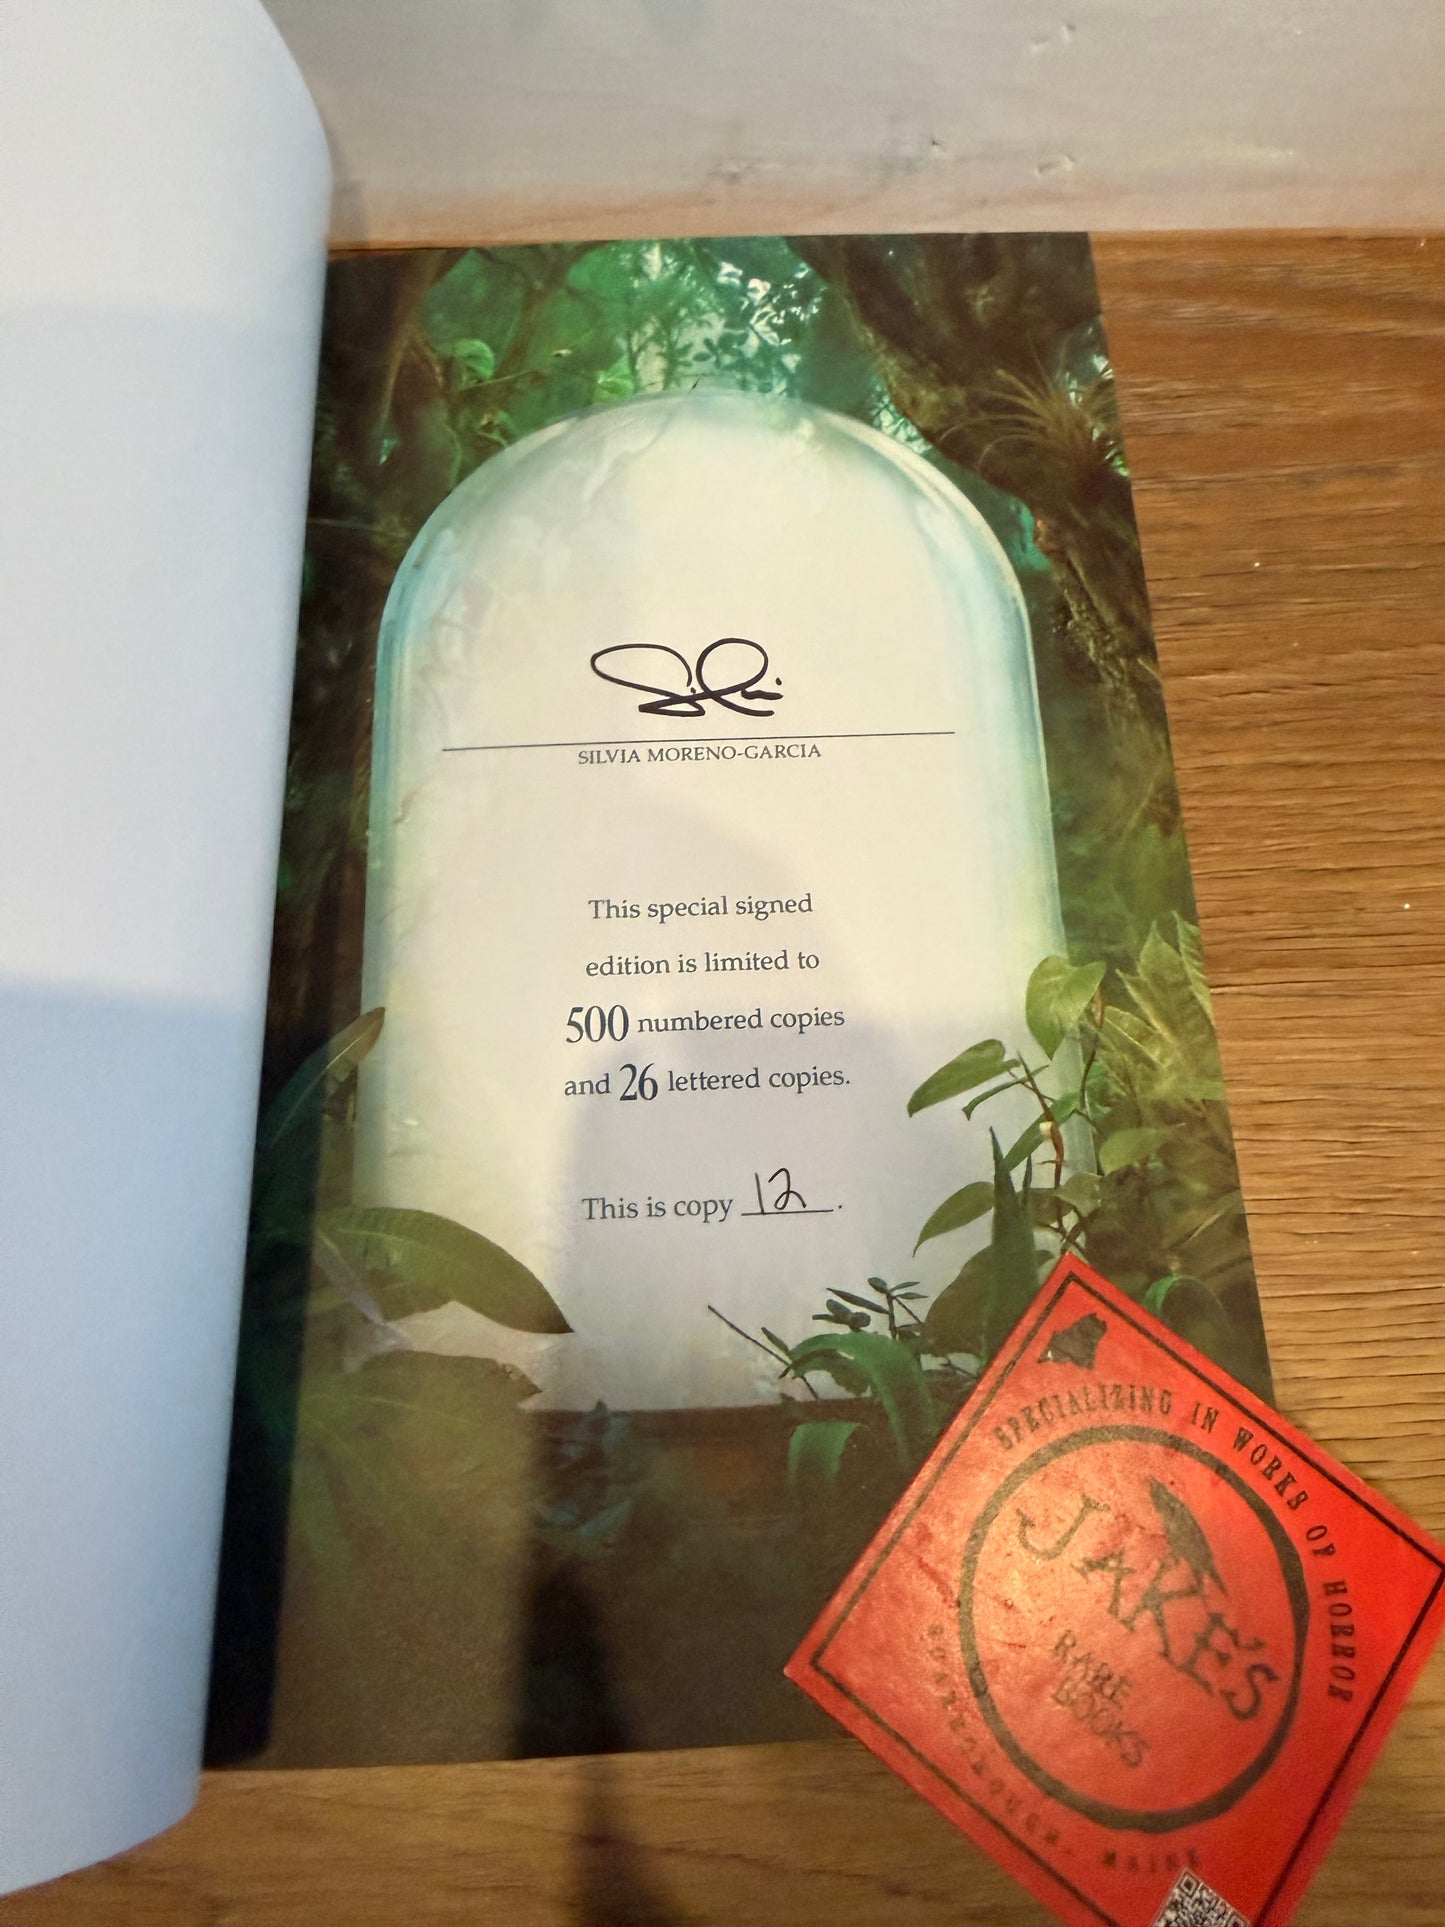 SILVIA MORENO-GARCIA
This special signed
edition is limited to
500 numbered copies
and 26 lettered copies.
This is copy 12.
SPECIALIZING IN WORKS OF HORROR
JAKE'S
RARE
BOOKS
MAINE